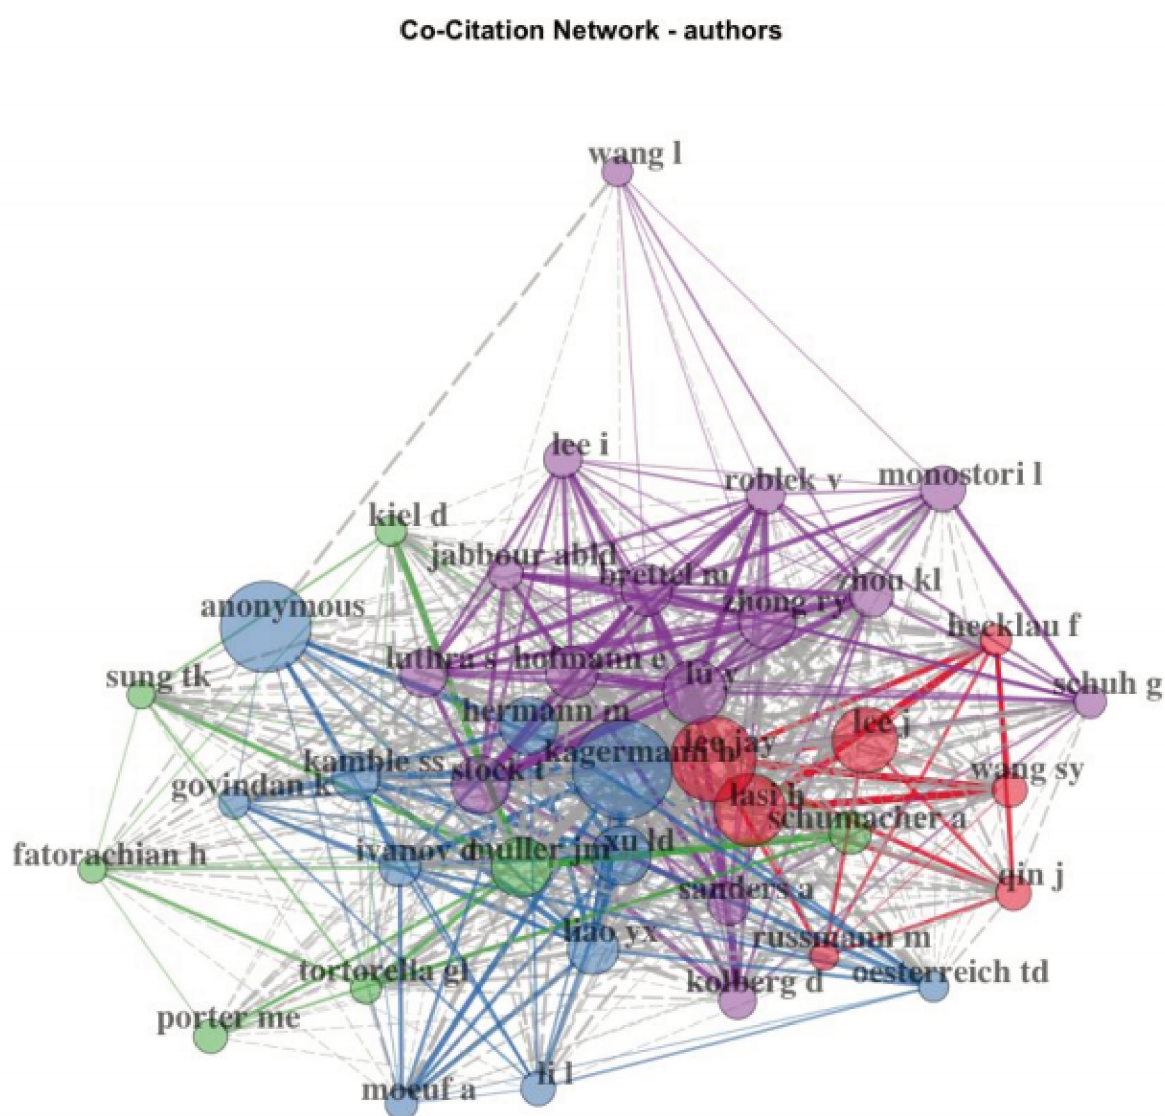 Co-Citation Network - authors
wang l
lee i
roblek v
monostori l
kiel d
jabbour abld
brettel m
zhou kl
zhong ry
anonymous
hecklau f
luthra s
hofmann e
lu y
sung tk
schuh g
hermann m
lee j
kagermann h
lee jay
kamble ss
stock t
wang sy
govindan k
lasi h
schumacher a
xu ld
fatorachian h
ivanov d
muller jm
qin j
sanders a
liao yx
russmann m
tortorella gl
oesterreich td
kolberg d
porter me
li l
moeuf a